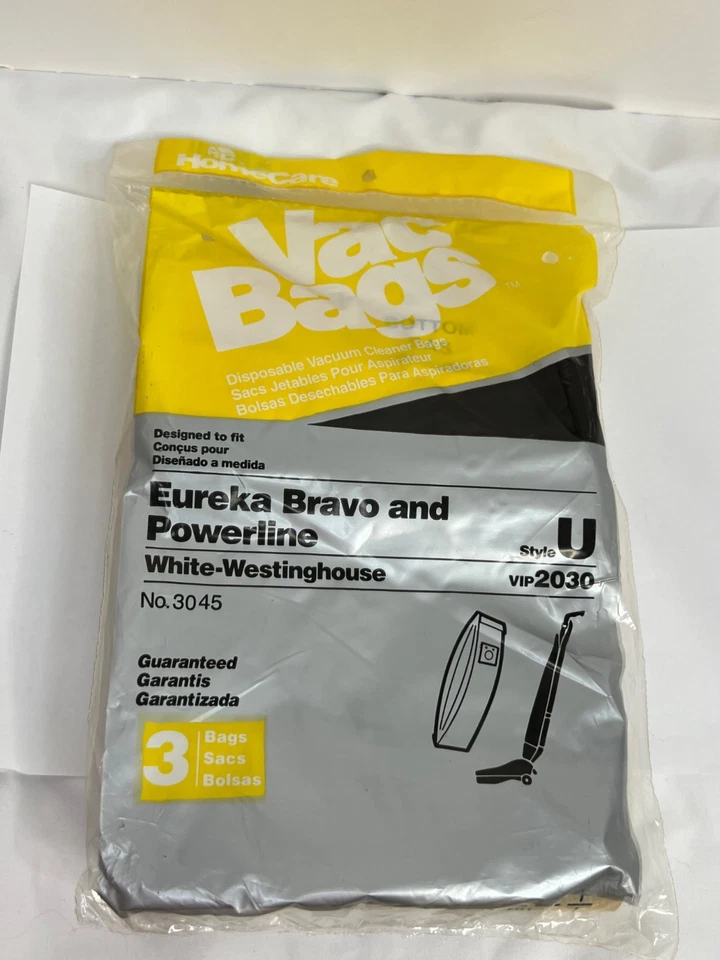 HomeCare
Vac
Bags™
Disposable Vacuum Cleaner Bags
Sacs Jetables Pour Aspirateur
Bolsas Desechables Para Aspiradoras
Designed to fit
Conçus pour
Diseñado a medida
Eureka Bravo and
Powerline
Style U
White-Westinghouse
VIP2030
No.3045
Guaranteed
Garantis
Garantizada
3
Bags
Sacs
Bolsas